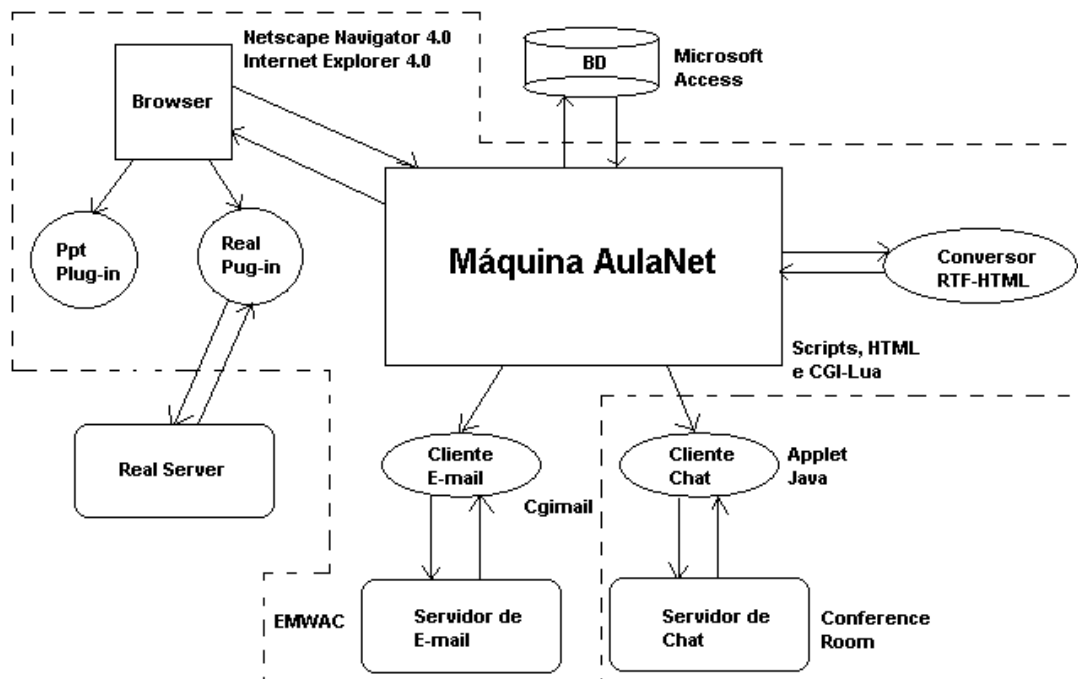 Netscape Navigator 4.0
Internet Explorer 4.0
Browser
BD
Microsoft
Access
Ppt
Plug-in
Real
Pug-in
Máquina AulaNet
Conversor
RTF-HTML
Scripts, HTML
e CGI-Lua
Real Server
Cliente
E-mail
Cgimail
Cliente
Chat
Applet
Java
EMWAC
Servidor de
E-mail
Servidor de
Chat
Conference
Room